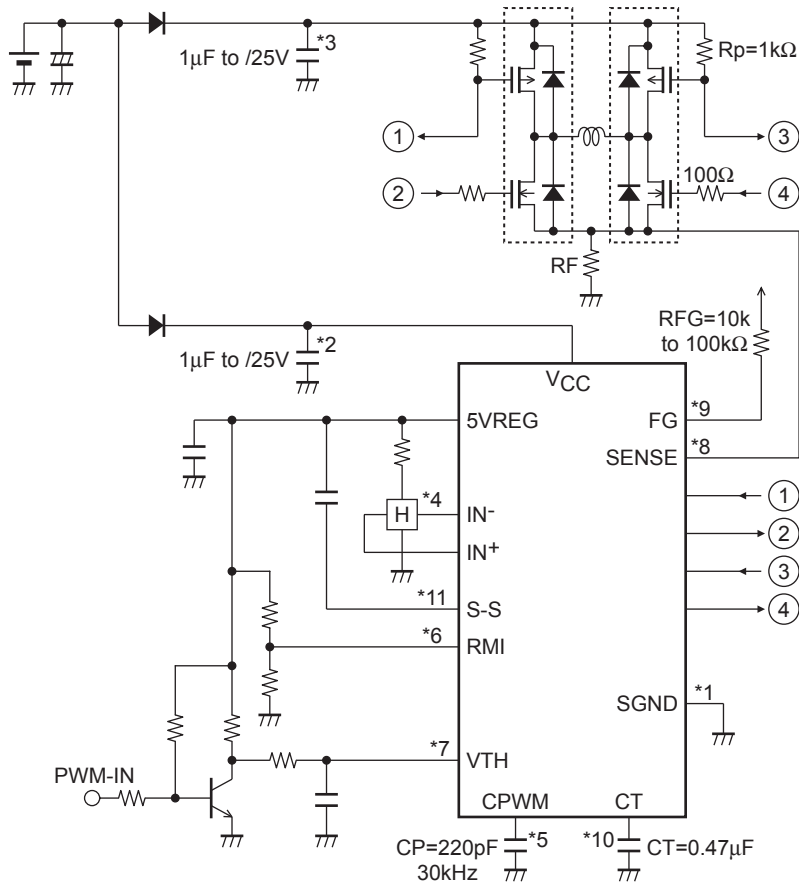 *3
1μF to /25V
Rp=1kΩ
1
3
2
100Ω
4
RF
RFG=10k
to 100kΩ
*2
1μF to /25V
VCC
5VREG
*9
FG
*8
SENSE
*4
H
IN-
IN+
1
2
3
4
*11
S-S
*6
RMI
*1
SGND
*7
VTH
PWM-IN
CPWM
CT
*5
*10
CP=220pF
30kHz
CT=0.47μF